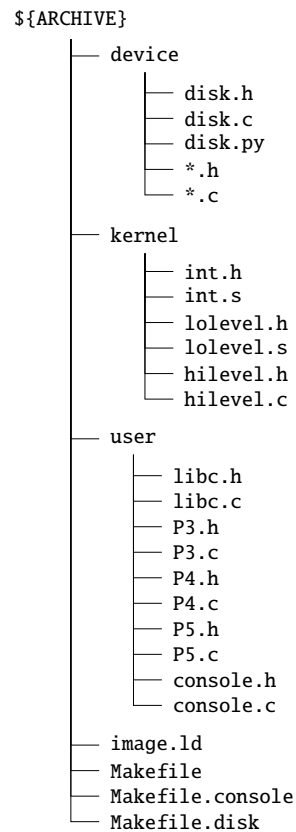 ${ARCHIVE}
device
disk.h
disk.c
disk.py
*.h
*.c
kernel
int.h
int.s
lolevel.h
lolevel.s
hilevel.h
hilevel.c
user
libc.h
libc.c
P3.h
P3.c
P4.h
P4.c
P5.h
P5.c
console.h
console.c
image.ld
Makefile
Makefile.console
Makefile.disk